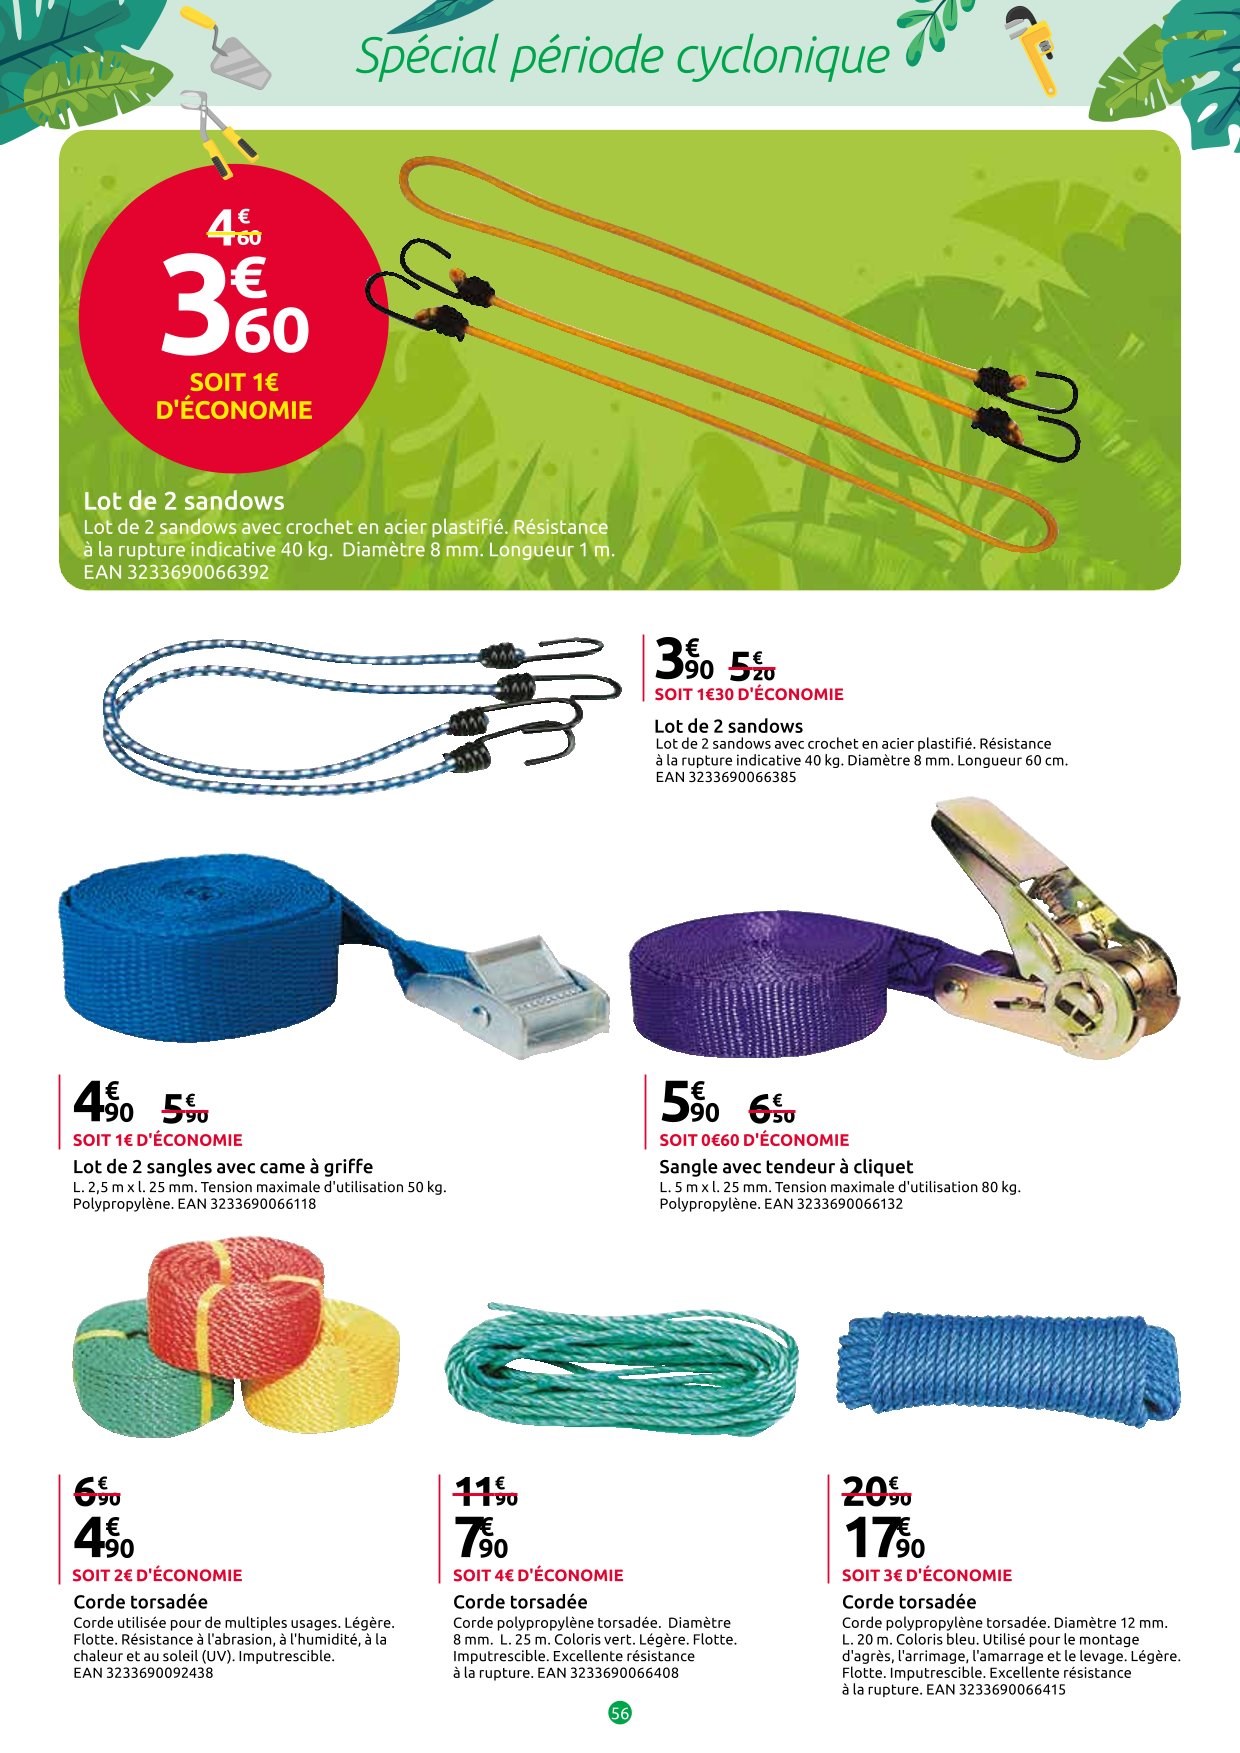 Spécial période cyclonique
4€60
3€60
SOIT 1€
D'ÉCONOMIE
Lot de 2 sandows
Lot de 2 sandows avec crochet en acier plastifié. Résistance
à la rupture indicative 40 kg. Diamètre 8 mm. Longueur 1 m.
EAN 3233690066392
3€90 5€20
SOIT 1€30 D'ÉCONOMIE
Lot de 2 sandows
Lot de 2 sandows avec crochet en acier plastifié. Résistance
à la rupture indicative 40 kg. Diamètre 8 mm. Longueur 60 cm.
EAN 3233690066385
4€90 5€90
SOIT 1€ D'ÉCONOMIE
Lot de 2 sangles avec came à griffe
L. 2,5 m x l. 25 mm. Tension maximale d'utilisation 50 kg.
Polypropylène. EAN 3233690066118
5€90 6€50
SOIT 0€60 D'ÉCONOMIE
Sangle avec tendeur à cliquet
L. 5 m x l. 25 mm. Tension maximale d'utilisation 80 kg.
Polypropylène. EAN 3233690066132
6€90
4€90
SOIT 2€ D'ÉCONOMIE
Corde torsadée
Corde utilisée pour de multiples usages. Légère.
Flotte. Résistance à l'abrasion, à l'humidité, à la
chaleur et au soleil (UV). Imputrescible.
EAN 3233690092438
11€90
7€90
SOIT 4€ D'ÉCONOMIE
Corde torsadée
Corde polypropylène torsadée. Diamètre
8 mm. L. 25 m. Coloris vert. Légère. Flotte.
Imputrescible. Excellente résistance
à la rupture. EAN 3233690066408
20€90
17€90
SOIT 3€ D'ÉCONOMIE
Corde torsadée
Corde polypropylène torsadée. Diamètre 12 mm.
L. 20 m. Coloris bleu. Utilisé pour le montage
d'agrès, l'arrimage, l'amarrage et le levage. Légère.
Flotte. Imputrescible. Excellente résistance
à la rupture. EAN 3233690066415
56